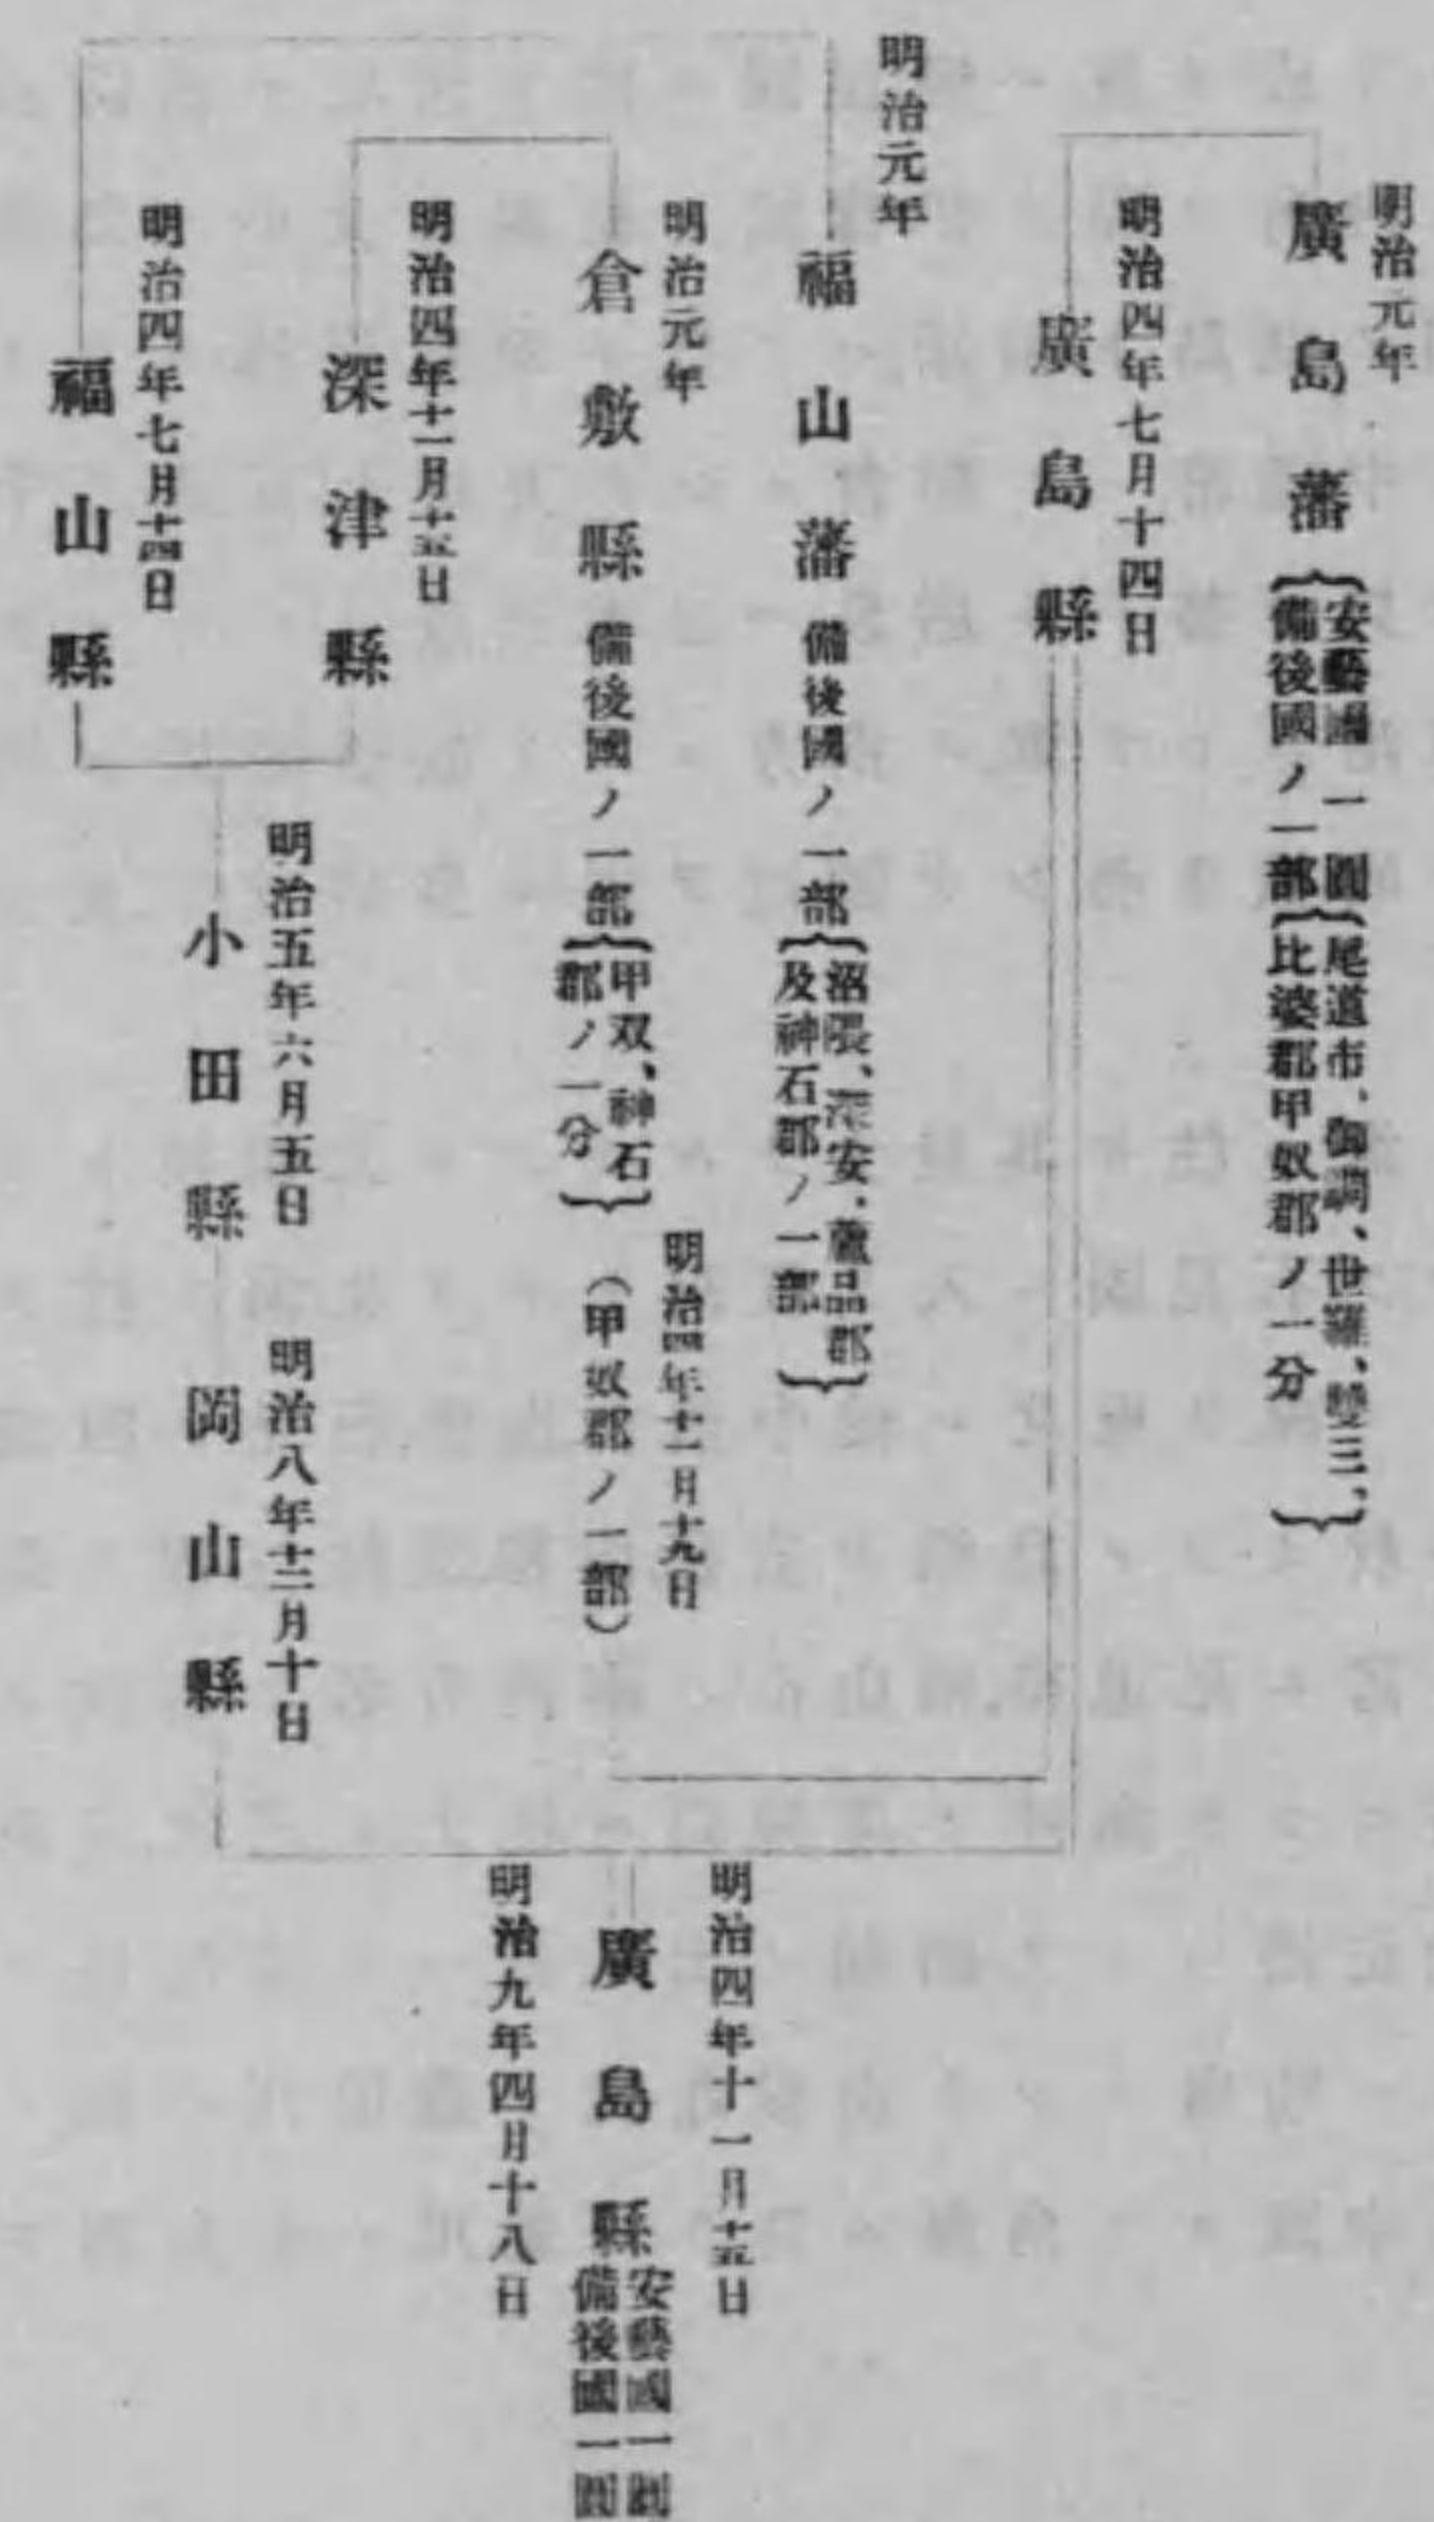 明治元年
廣島藩
安藝國一圓
備後國ノ一部
尾道市、御調、世羅、雙三、
比婆郡甲奴郡ノ一分
明治四年七月十四日
廣島縣
明治元年
福山藩 備後國ノ一部
沼隈、深安、蘆品郡
及神石郡ノ一部
明治元年
倉敷縣 備後國ノ一部
甲双、神石
郡ノ一分
明治四年十一月十九日
(甲奴郡ノ一部)
明治四年十一月十五日
深津縣
明治四年七月十四日
福山縣
明治五年六月五日
小田縣
明治八年十二月十日
岡山縣
明治四年十一月十五日
廣島縣
安藝國一圓
備後國一圓
明治九年四月十八日